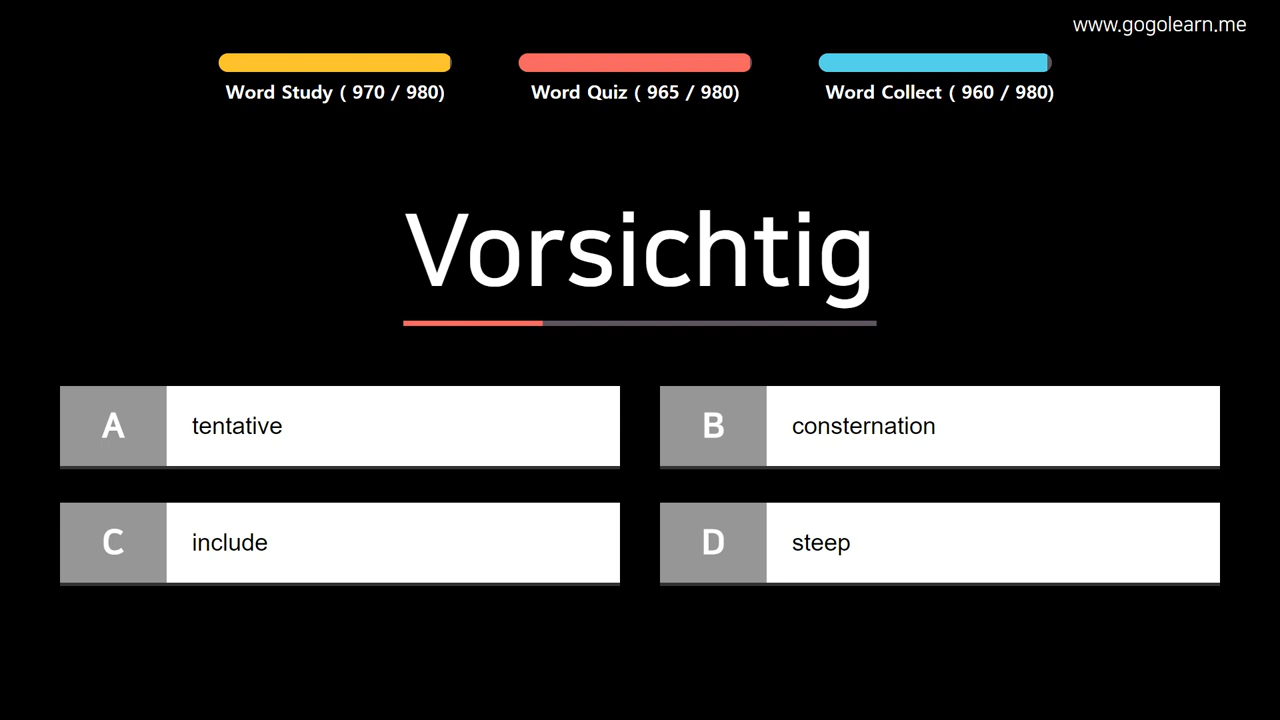 www.gogolearn.me
Word Study ( 970 / 980)
Word Quiz ( 965 / 980)
Word Collect ( 960 / 980)
Vorsichtig
A tentative
B consternation
C include
D steep